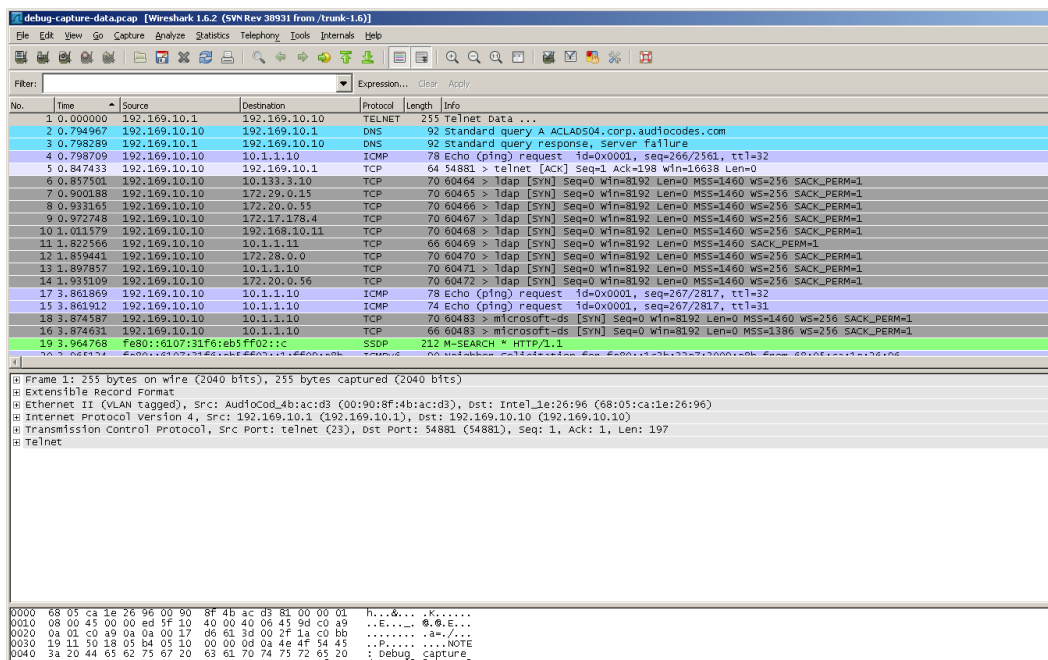 debug-capture-data.pcap [Wireshark 1.6.2 (SVN Rev 38931 from /trunk-1.6)]
File Edit View Go Capture Analyze Statistics Telephony Tools Internals Help
Filter: Expression... Clear Apply
No. Time Source Destination Protocol Length Info
1 0.000000 192.169.10.1 192.169.10.10 TELNET 255 Telnet Data ...
2 0.794967 192.169.10.10 192.169.10.1 DNS 92 Standard query A ACLADS04.corp.audiocodes.com
3 0.798289 192.169.10.1 192.169.10.10 DNS 92 Standard query response, Server failure
4 0.798709 192.169.10.10 10.1.1.10 ICMP 78 Echo (ping) request id=0x0001, seq=266/2561, ttl=32
5 0.847433 192.169.10.10 192.169.10.1 TCP 64 54881 > telnet [ACK] Seq=1 Ack=198 Win=16638 Len=0
6 0.857501 192.169.10.10 10.133.3.10 TCP 70 60464 > ldap [SYN] Seq=0 Win=8192 Len=0 MSS=1460 WS=256 SACK_PERM=1
7 0.900188 192.169.10.10 172.29.0.15 TCP 70 60465 > ldap [SYN] Seq=0 Win=8192 Len=0 MSS=1460 WS=256 SACK_PERM=1
8 0.933165 192.169.10.10 172.20.0.55 TCP 70 60466 > ldap [SYN] Seq=0 Win=8192 Len=0 MSS=1460 WS=256 SACK_PERM=1
9 0.972748 192.169.10.10 172.17.178.4 TCP 70 60467 > ldap [SYN] Seq=0 Win=8192 Len=0 MSS=1460 WS=256 SACK_PERM=1
10 1.011579 192.169.10.10 192.168.10.11 TCP 70 60468 > ldap [SYN] Seq=0 Win=8192 Len=0 MSS=1460 WS=256 SACK_PERM=1
11 1.822566 192.169.10.10 10.1.1.11 TCP 66 60469 > ldap [SYN] Seq=0 Win=8192 Len=0 MSS=1460 SACK_PERM=1
12 1.859441 192.169.10.10 172.28.0.0 TCP 70 60470 > ldap [SYN] Seq=0 Win=8192 Len=0 MSS=1460 WS=256 SACK_PERM=1
13 1.897857 192.169.10.10 10.1.1.10 TCP 70 60471 > ldap [SYN] Seq=0 Win=8192 Len=0 MSS=1460 WS=256 SACK_PERM=1
14 1.935109 192.169.10.10 172.20.0.56 TCP 70 60472 > ldap [SYN] Seq=0 Win=8192 Len=0 MSS=1460 WS=256 SACK_PERM=1
17 3.861869 192.169.10.10 10.1.1.10 ICMP 78 Echo (ping) request id=0x0001, seq=267/2817, ttl=32
15 3.861912 192.169.10.10 10.1.1.10 ICMP 74 Echo (ping) request id=0x0001, seq=267/2817, ttl=31
18 3.874587 192.169.10.10 10.1.1.10 TCP 70 60483 > microsoft-ds [SYN] Seq=0 Win=8192 Len=0 MSS=1460 WS=256 SACK_PERM=1
16 3.874631 192.169.10.10 10.1.1.10 TCP 66 60483 > microsoft-ds [SYN] Seq=0 Win=8192 Len=0 MSS=1386 WS=256 SACK_PERM=1
19 3.964768 fe80::6107:31f6:eb5 ff02::c SSDP 212 M-SEARCH * HTTP/1.1
Frame 1: 255 bytes on wire (2040 bits), 255 bytes captured (2040 bits)
Extensible Record Format
Ethernet II (VLAN tagged), Src: AudioCod_4b:ac:d3 (00:90:8f:4b:ac:d3), Dst: Intel_1e:26:96 (68:05:ca:1e:26:96)
Internet Protocol Version 4, Src: 192.169.10.1 (192.169.10.1), Dst: 192.169.10.10 (192.169.10.10)
Transmission Control Protocol, Src Port: telnet (23), Dst Port: 54881 (54881), Seq: 1, Ack: 1, Len: 197
Telnet
0000 68 05 ca 1e 26 96 00 90 8f 4b ac d3 81 00 00 01 h...&... .K......
0010 08 00 45 00 00 ed 5f 10 40 00 40 06 45 9d c0 a9 ..E..._. @.@.E...
0020 0a 01 c0 a9 0a 0a 00 17 d6 61 3d 00 2f 1a c0 bb ........ .a=./...
0030 19 11 50 18 05 b4 05 10 00 00 0d 0a 4e 4f 54 45 ..P..... ....NOTE
0040 3a 20 44 65 62 75 67 20 63 61 70 74 75 72 65 20 : Debug capture